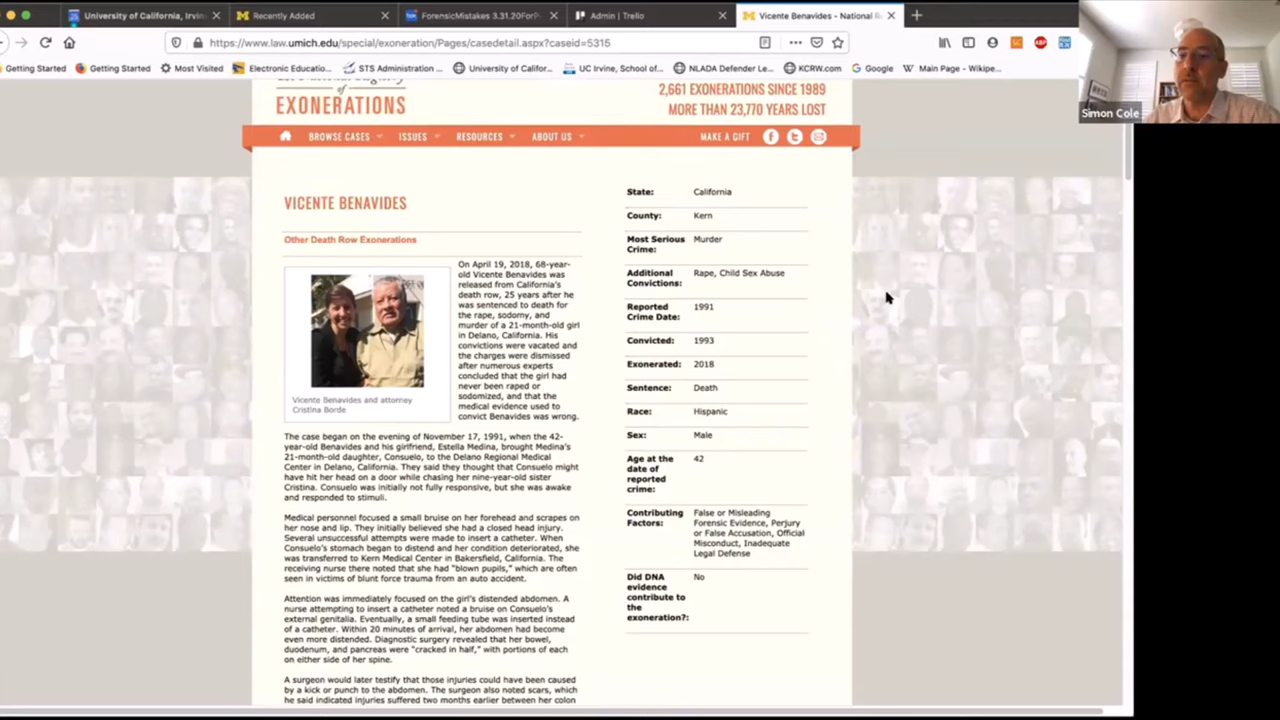 University of California, Irvin
Recently Added
ForensicMistakes 3.31.20ForP
Admin | Trello
Vicente Benavides - National R
https://www.law.umich.edu/special/exoneration/Pages/casedetail.aspx?caseid=5315
Getting Started
Getting Started
Most Visited
Electronic Educatio...
STS Administration ...
University of Califor...
UC Irvine, School of...
NLADA Defender Le...
KCRW.com
Google
Main Page - Wikipe...
Simon Cole
of
EXONERATIONS
2,661 EXONERATIONS SINCE 1989
MORE THAN 23,770 YEARS LOST
BROWSE CASES
ISSUES
RESOURCES
ABOUT US
MAKE A GIFT
VICENTE BENAVIDES
Other Death Row Exonerations
On April 19, 2018, 68-year-
old Vicente Benavides was
released from California's
death row, 25 years after he
was sentenced to death for
the rape, sodomy, and
murder of a 21-month-old girl
in Delano, California. His
convictions were vacated and
the charges were dismissed
after numerous experts
concluded that the girl had
never been raped or
sodomized, and that the
medical evidence used to
convict Benavides was wrong.
Vicente Benavides and attorney
Cristina Borde
The case began on the evening of November 17, 1991, when the 42-
year-old Benavides and his girlfriend, Estella Medina, brought Medina's
21-month-old daughter, Consuelo, to the Delano Regional Medical
Center in Delano, California. They said they thought that Consuelo might
have hit her head on a door while chasing her nine-year-old sister
Cristina. Consuelo was initially not fully responsive, but she was awake
and responded to stimuli.
Medical personnel focused a small bruise on her forehead and scrapes on
her nose and lip. They initially believed she had a closed head injury.
Several unsuccessful attempts were made to insert a catheter. When
Consuelo's stomach began to distend and her condition deteriorated, she
was transferred to Kern Medical Center in Bakersfield, California. The
receiving nurse there noted that she had "blown pupils," which are often
seen in victims of blunt force trauma from an auto accident.
Attention was immediately focused on the girl's distended abdomen. A
nurse attempting to insert a catheter noted a bruise on Consuelo's
external genitalia. Eventually, a small feeding tube was inserted instead
of a catheter. Within 20 minutes of arrival, her abdomen had become
even more distended. Diagnostic surgery revealed that her bowel,
duodenum, and pancreas were "cracked in half," with portions of each
on either side of her spine.
A surgeon would later testify that those injuries could have been caused
by a kick or punch to the abdomen. The surgeon also noted scars, which
he said indicated injuries suffered two months earlier between her colon
State: California
County: Kern
Most Serious Murder
Crime:
Additional Rape, Child Sex Abuse
Convictions:
Reported 1991
Crime Date:
Convicted: 1993
Exonerated: 2018
Sentence: Death
Race: Hispanic
Sex: Male
Age at the 42
date of
reported
crime:
Contributing False or Misleading
Factors: Forensic Evidence, Perjury
or False Accusation, Official
Misconduct, Inadequate
Legal Defense
Did DNA No
evidence
contribute to
the
exoneration?: